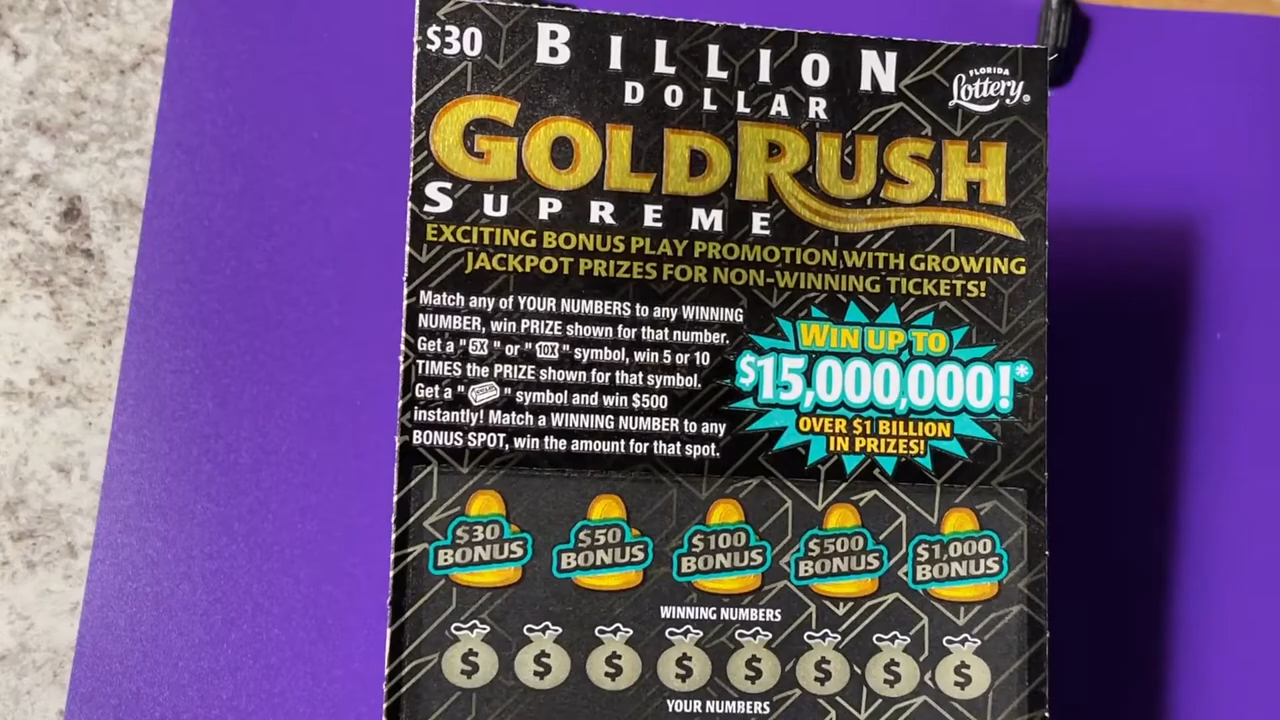 $30
BILLION
DOLLAR
FLORIDA
Lottery
GOLDRUSH
SUPREME
EXCITING BONUS PLAY PROMOTION WITH GROWING
JACKPOT PRIZES FOR NON-WINNING TICKETS!
Match any of YOUR NUMBERS to any WINNING
NUMBER, win PRIZE shown for that number.
Get a "5X" or "10X" symbol, win 5 or 10
TIMES the PRIZE shown for that symbol.
Get a " " symbol and win $500
instantly! Match a WINNING NUMBER to any
BONUS SPOT, win the amount for that spot.
WIN UP TO
$15,000,000!*
OVER $1 BILLION
IN PRIZES!
$30
BONUS
$50
BONUS
$100
BONUS
$500
BONUS
$1,000
BONUS
WINNING NUMBERS
$ $ $ $ $ $ $ $
YOUR NUMBERS